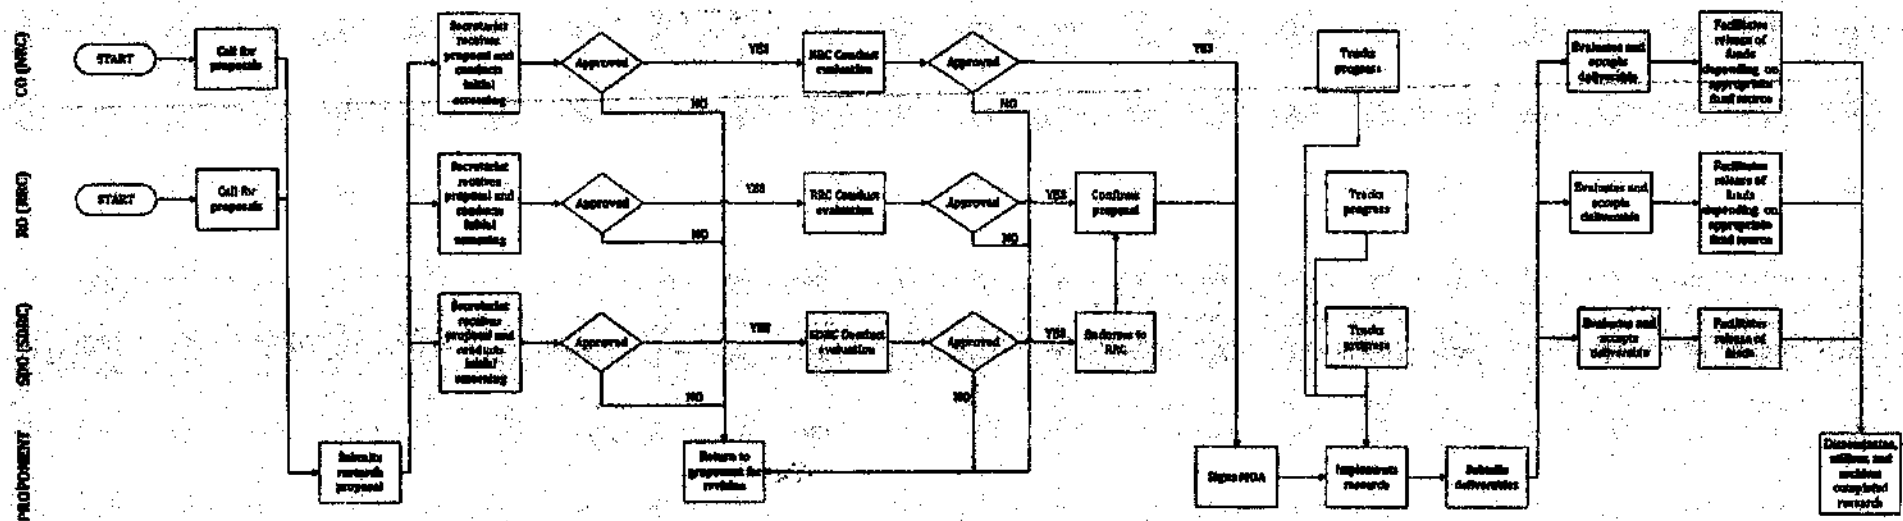 CO (NRC)
START
Call for
proposals
Secretariat
receives
proposal and
conducts
initial
screening
Approved
YES
NO
NRC Conduct
evaluation
Approved
YES
NO
Tracks
progress
Evaluates and
accepts
deliverable
Facilitates
release of
funds
depending on
appropriate
fund source
RO (RRC)
START
Call for
proposals
Secretariat
receives
proposal and
conducts
initial
screening
Approved
YES
NO
RRC Conduct
evaluation
Approved
YES
NO
Confirms
proposal
Tracks
progress
Evaluates and
accepts
deliverable
Facilitates
release of
funds
depending on
appropriate
fund source
SDO (SDRC)
Secretariat
receives
proposal and
conducts
initial
screening
Approved
YES
NO
SDRC Conduct
evaluation
Approved
YES
NO
Endorses to
RRC
Tracks
progress
Evaluates and
accepts
deliverable
Facilitates
release of
funds
PROPONENT
Submits
research
proposal
Return to
proponent for
revision
Signs MOA
Implements
research
Submits
deliverables
Disseminates,
utilizes, and
archives
completed
research